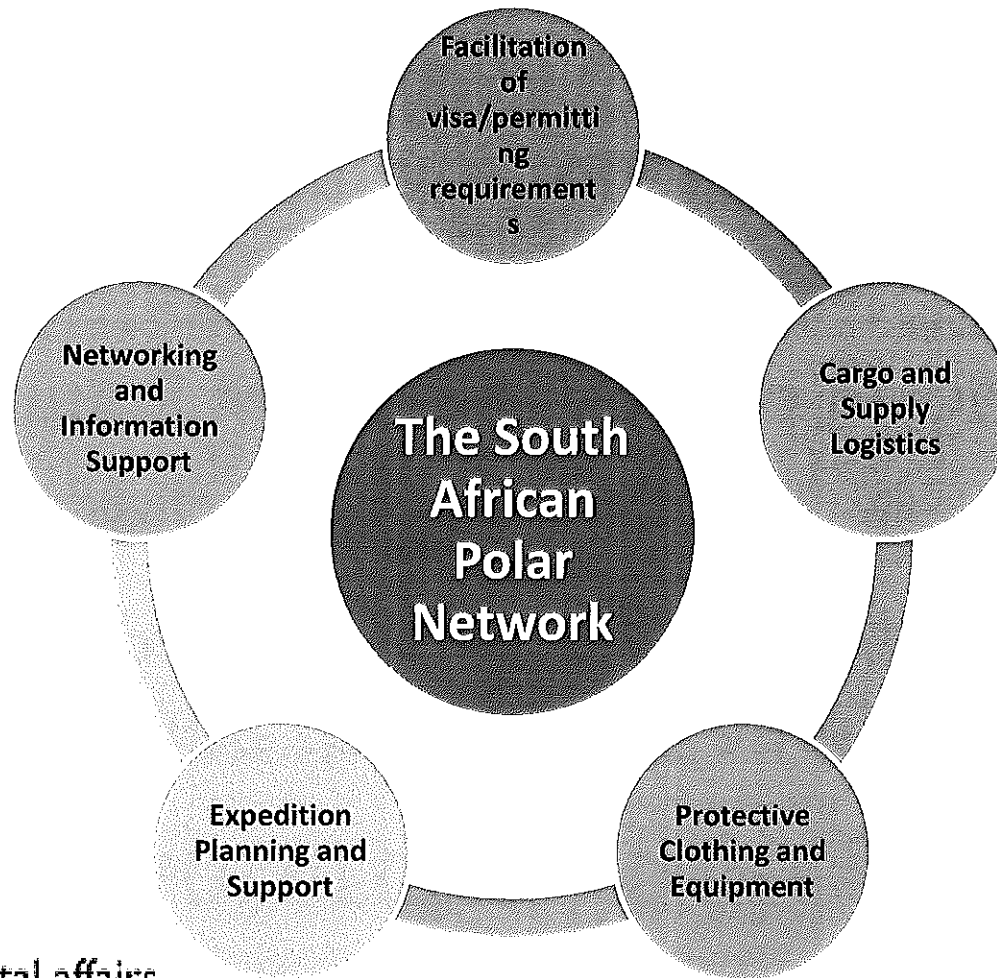 Facilitation
of
visa/permitti
ng
requirement
s
Networking
and
Information
Support
Cargo and
Supply
Logistics
The South
African
Polar
Network
Expedition
Planning and
Support
Protective
Clothing and
Equipment
tal affairs